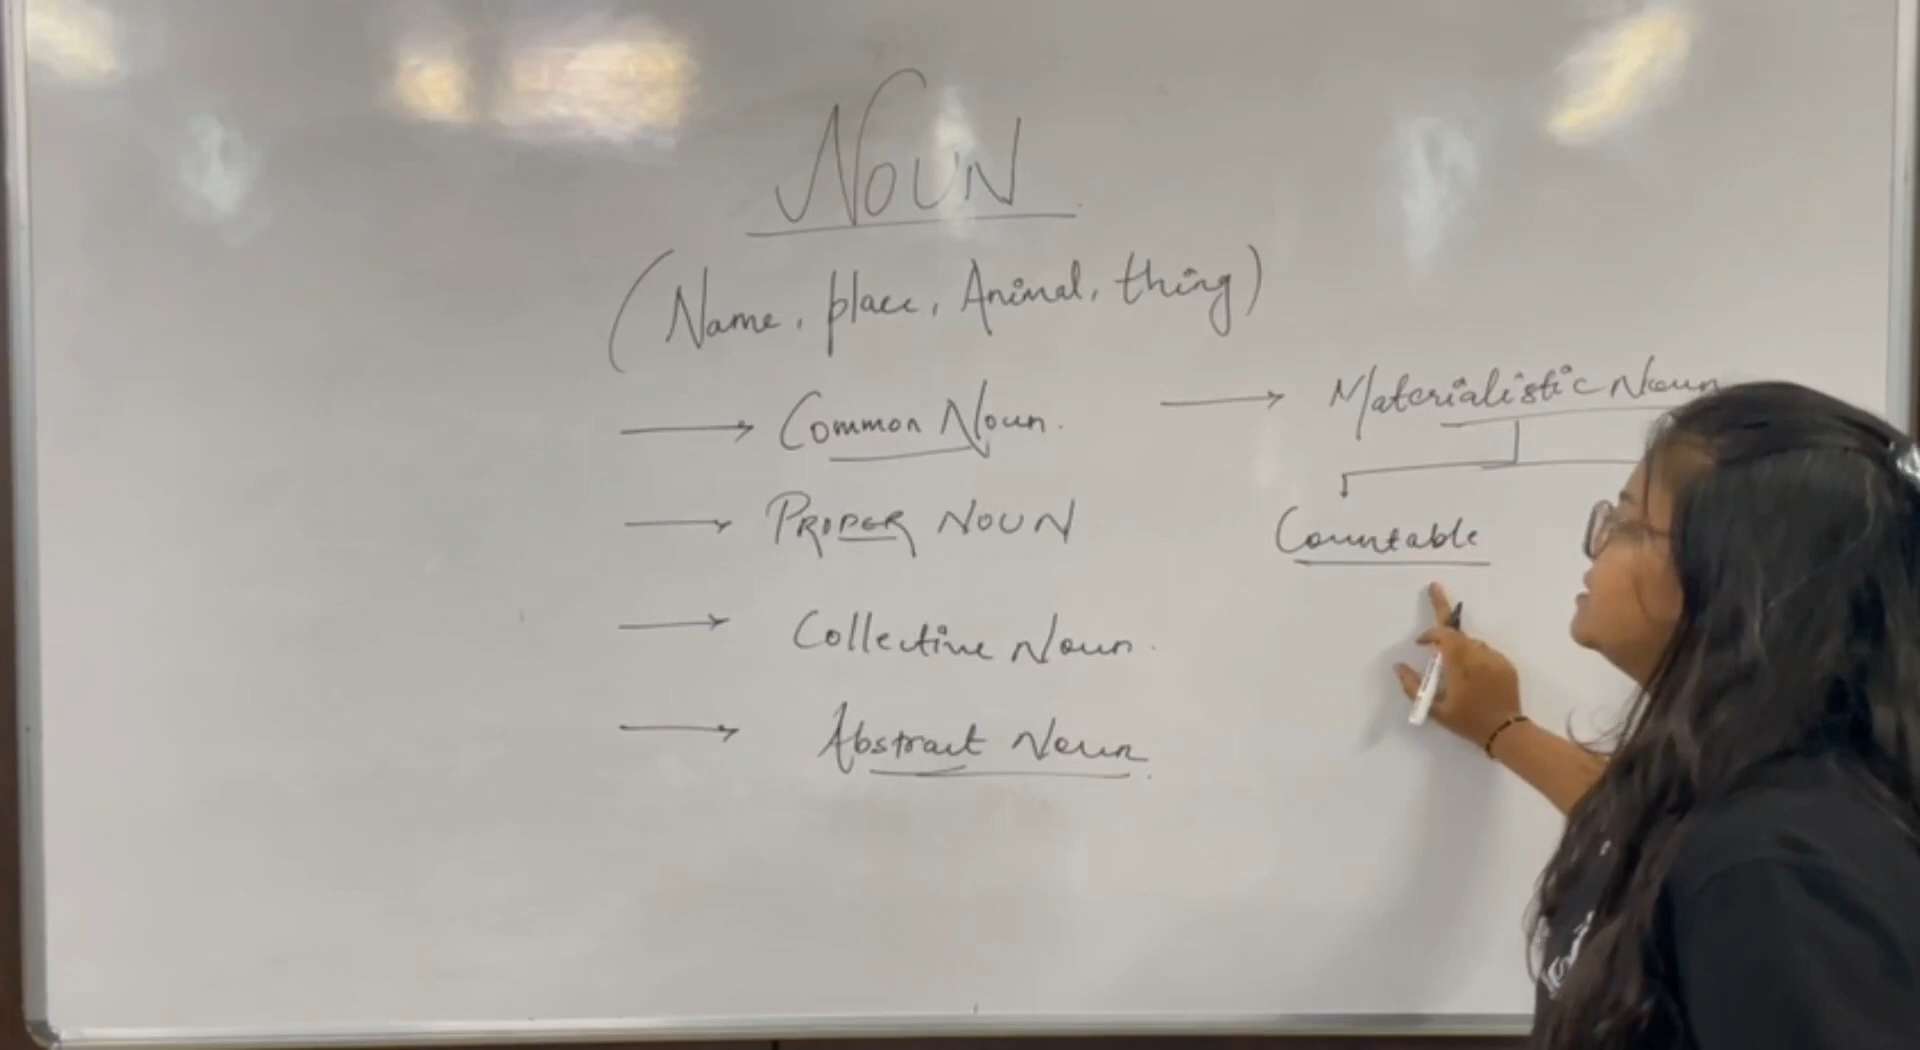 NOUN
(Name, place, Animal, thing)
→ Common Noun.
→ PROPER NOUN
→ Collective Noun.
→ Abstract Noun.
→ Materialistic Noun
Countable